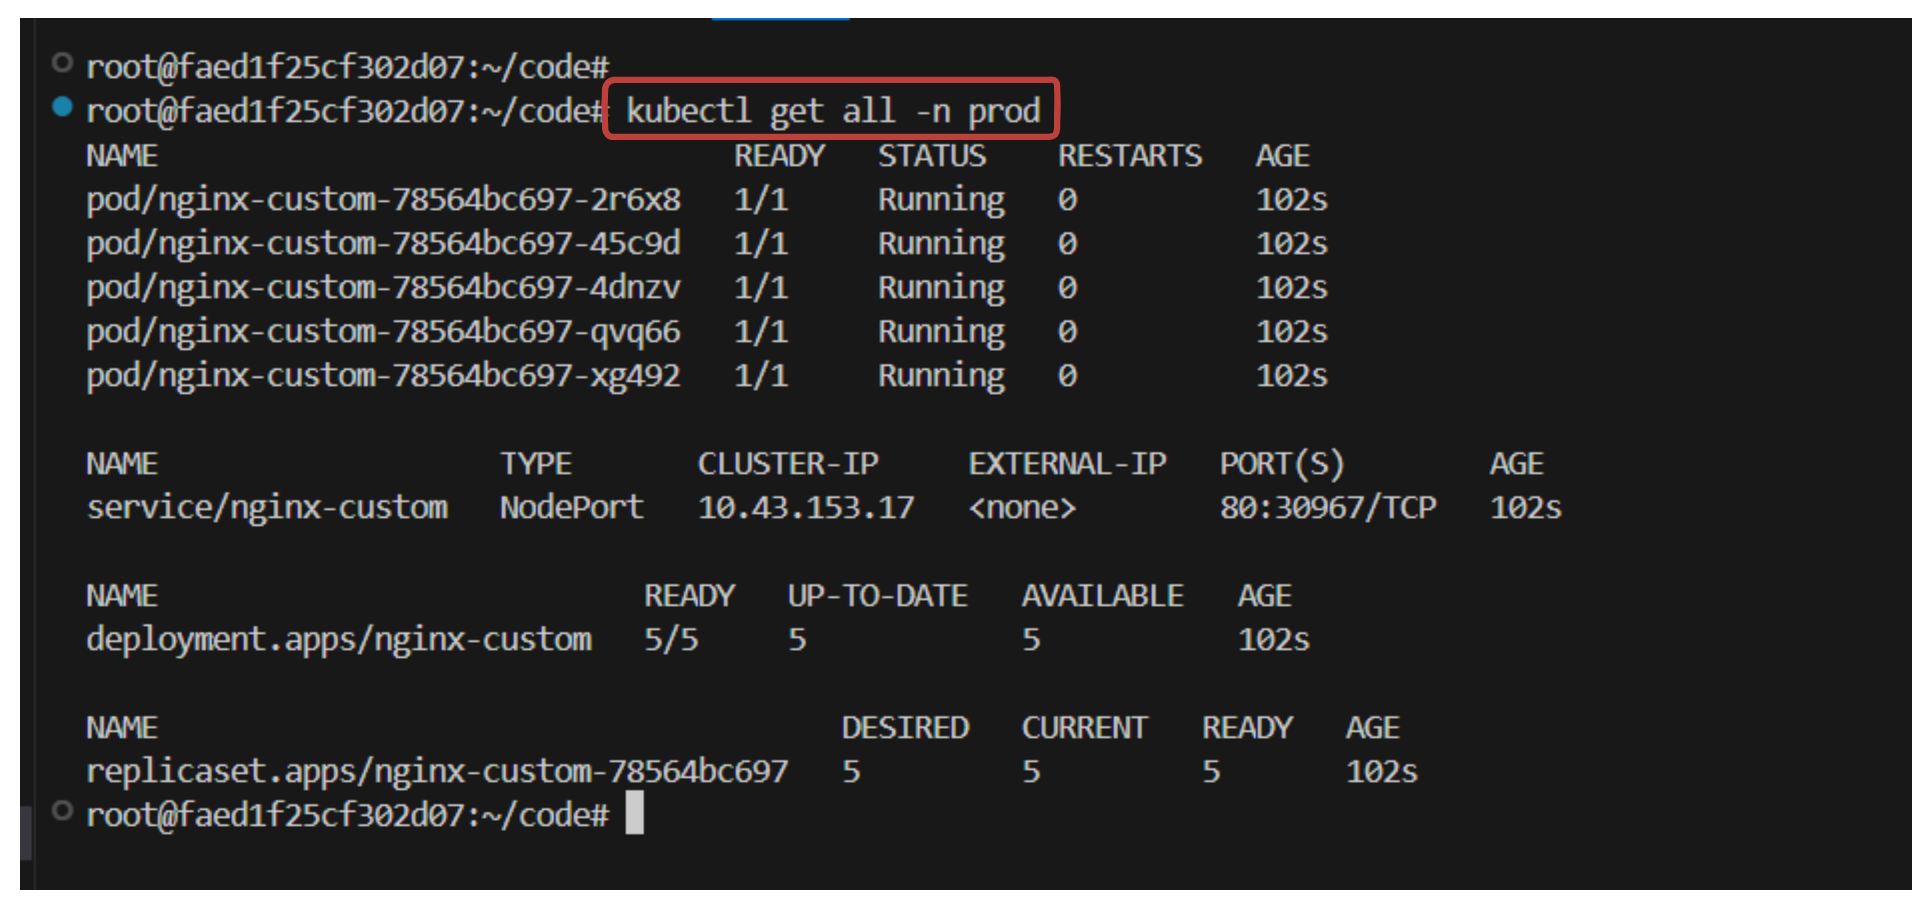 root@faed1f25cf302d07:~/code#
root@faed1f25cf302d07:~/code# kubectl get all -n prod
NAME READY STATUS RESTARTS AGE
pod/nginx-custom-78564bc697-2r6x8 1/1 Running 0 102s
pod/nginx-custom-78564bc697-45c9d 1/1 Running 0 102s
pod/nginx-custom-78564bc697-4dnzv 1/1 Running 0 102s
pod/nginx-custom-78564bc697-qvq66 1/1 Running 0 102s
pod/nginx-custom-78564bc697-xg492 1/1 Running 0 102s
NAME TYPE CLUSTER-IP EXTERNAL-IP PORT(S) AGE
service/nginx-custom NodePort 10.43.153.17 <none> 80:30967/TCP 102s
NAME READY UP-TO-DATE AVAILABLE AGE
deployment.apps/nginx-custom 5/5 5 5 102s
NAME DESIRED CURRENT READY AGE
replicaset.apps/nginx-custom-78564bc697 5 5 5 102s
root@faed1f25cf302d07:~/code#